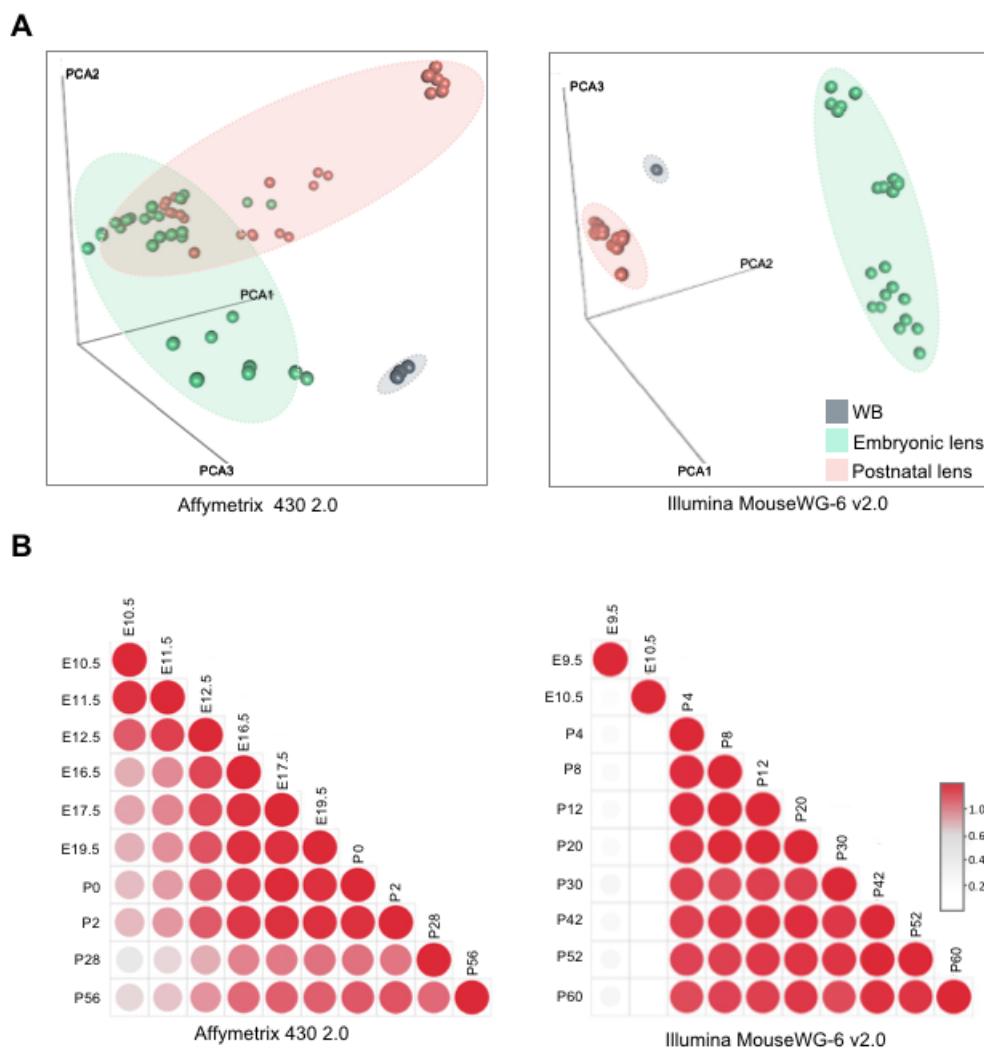 A
PCA2
PCA1
PCA3
Affymetrix 430 2.0
PCA3
PCA2
PCA1
WB
Embryonic lens
Postnatal lens
Illumina MouseWG-6 v2.0
B
E10.5
E11.5
E12.5
E16.5
E17.5
E19.5
P0
P2
P28
P56
E10.5
E11.5
E12.5
E16.5
E17.5
E19.5
P0
P2
P28
P56
Affymetrix 430 2.0
E9.5
E10.5
P4
P8
P12
P20
P30
P42
P52
P60
E9.5
E10.5
P4
P8
P12
P20
P30
P42
P52
P60
1.0
0.6
0.4
0.2
Illumina MouseWG-6 v2.0